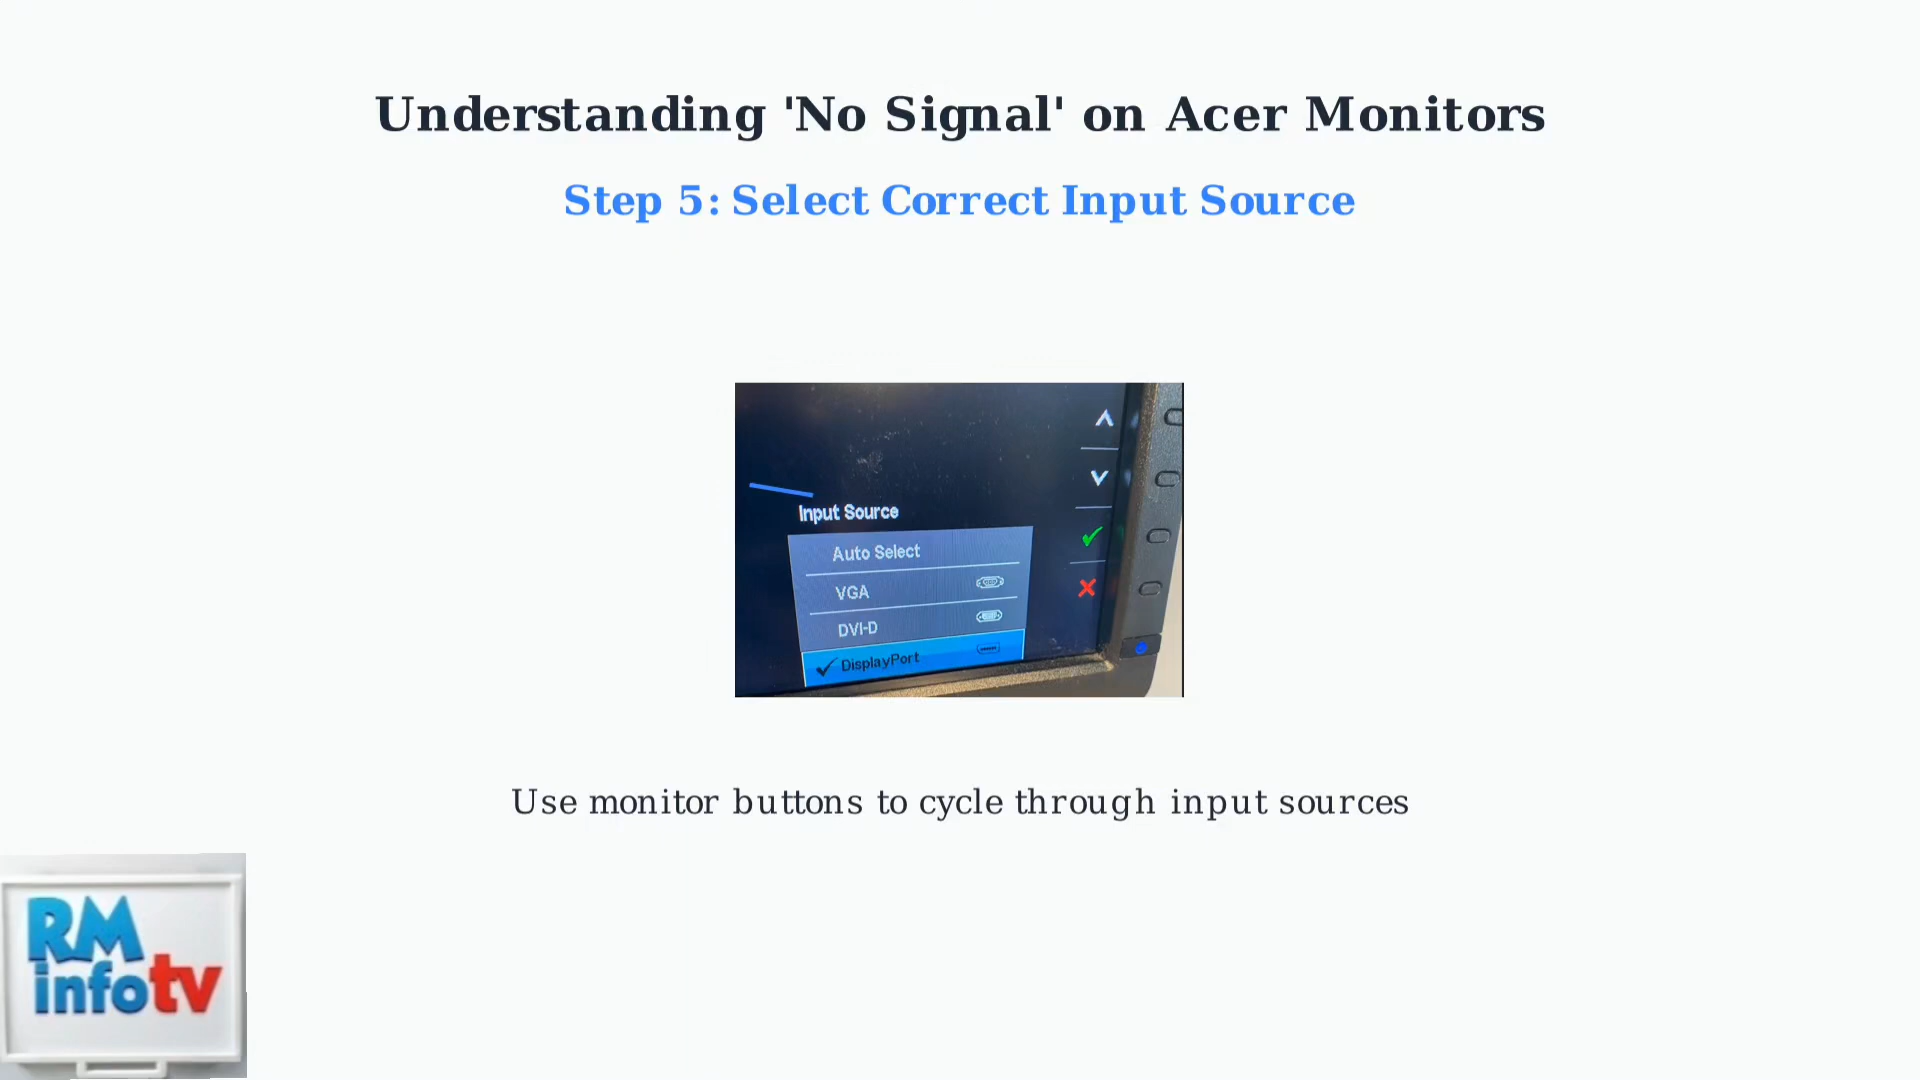 Understanding 'No Signal' on Acer Monitors
Step 5: Select Correct Input Source
Input Source
Auto Select
VGA
DVI-D
DisplayPort
Use monitor buttons to cycle through input sources
RM
infotv